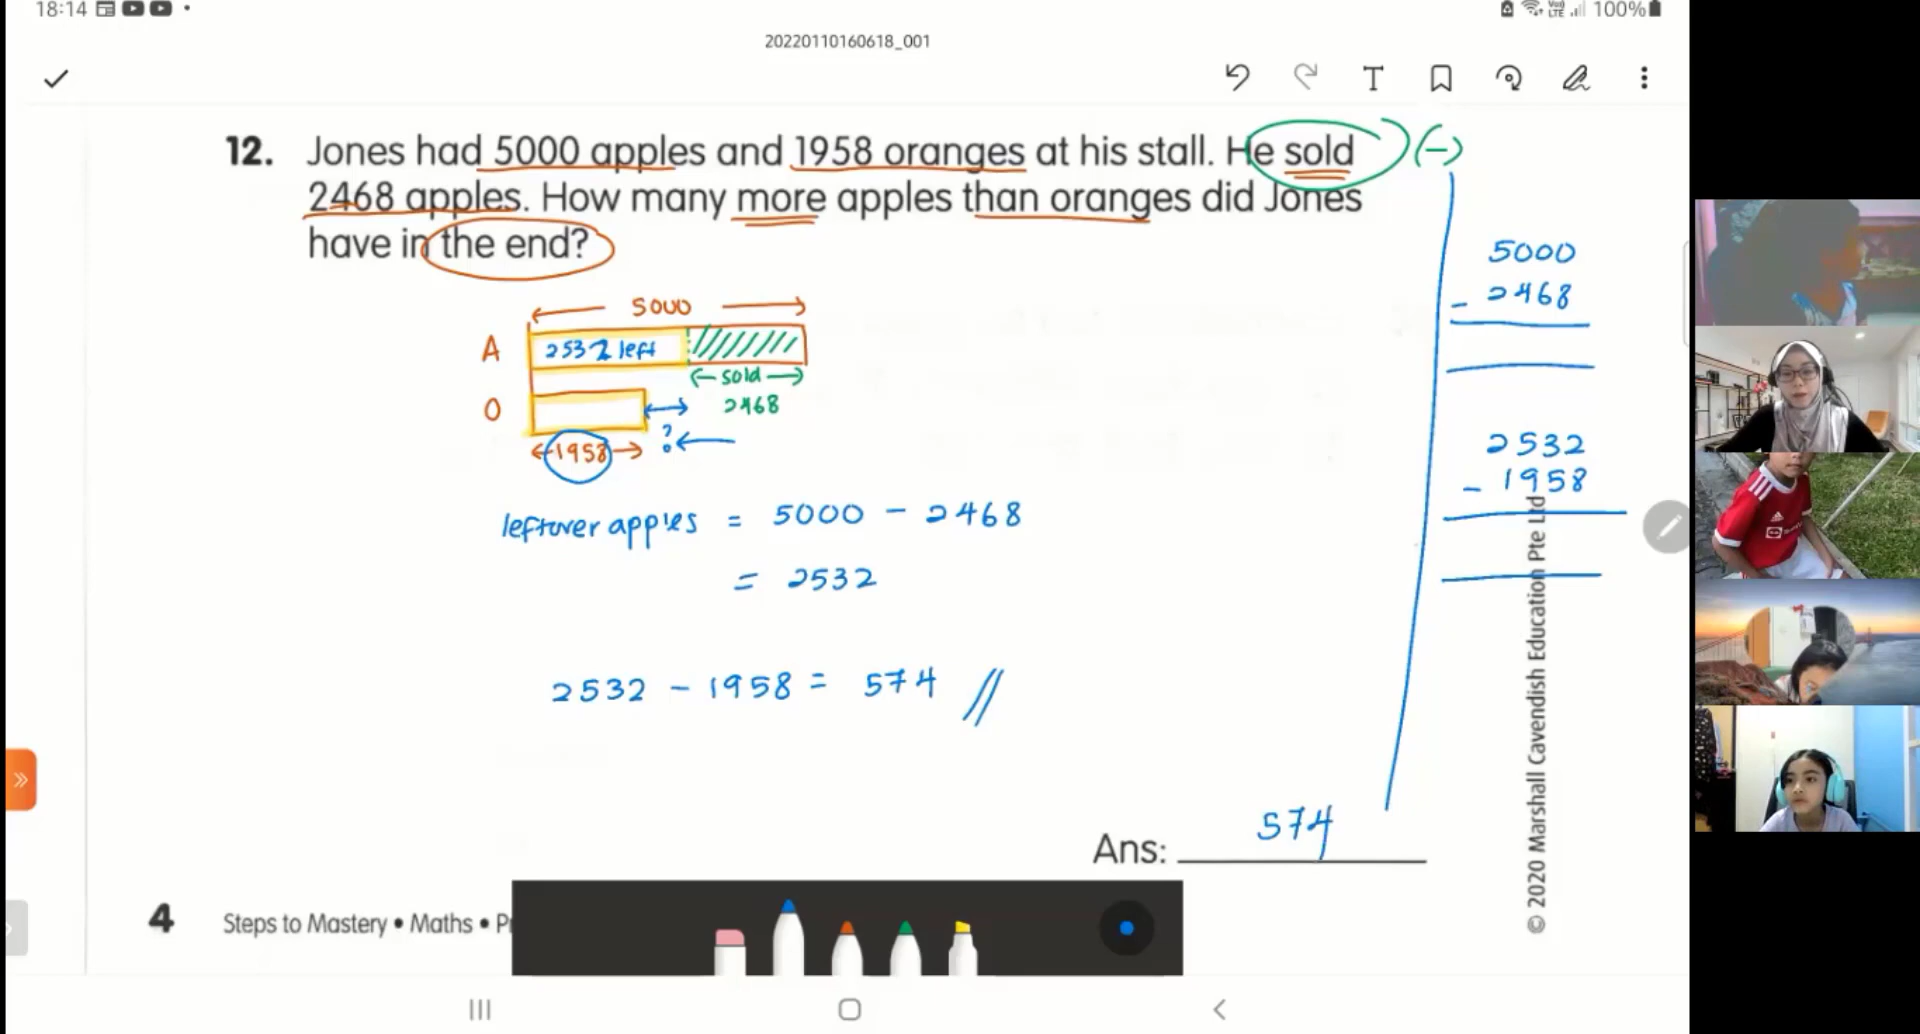 18:14
VoD LTE 100%
20220110160618_001
T
12. Jones had 5000 apples and 1958 oranges at his stall. He sold (-)
2468 apples. How many more apples than oranges did Jones
have in the end?
5000
A 2532 left
sold
O 2468
1958 ?
leftover apples = 5000 - 2468
= 2532
2532 - 1958 = 574 //
5000
- 2468
2532
- 1958
574
Ans:
© 2020 Marshall Cavendish Education Pte Ltd
4 Steps to Mastery • Maths • P